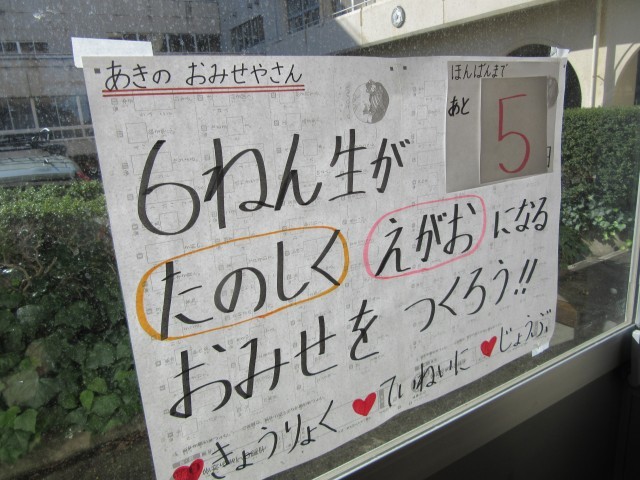 あきの おみせやさん
ほんばんまで
あと
5
6ねん生が
たのしく えがおになる
おみせを つくろう!!
きょうりょく ていねいに じょうぶ